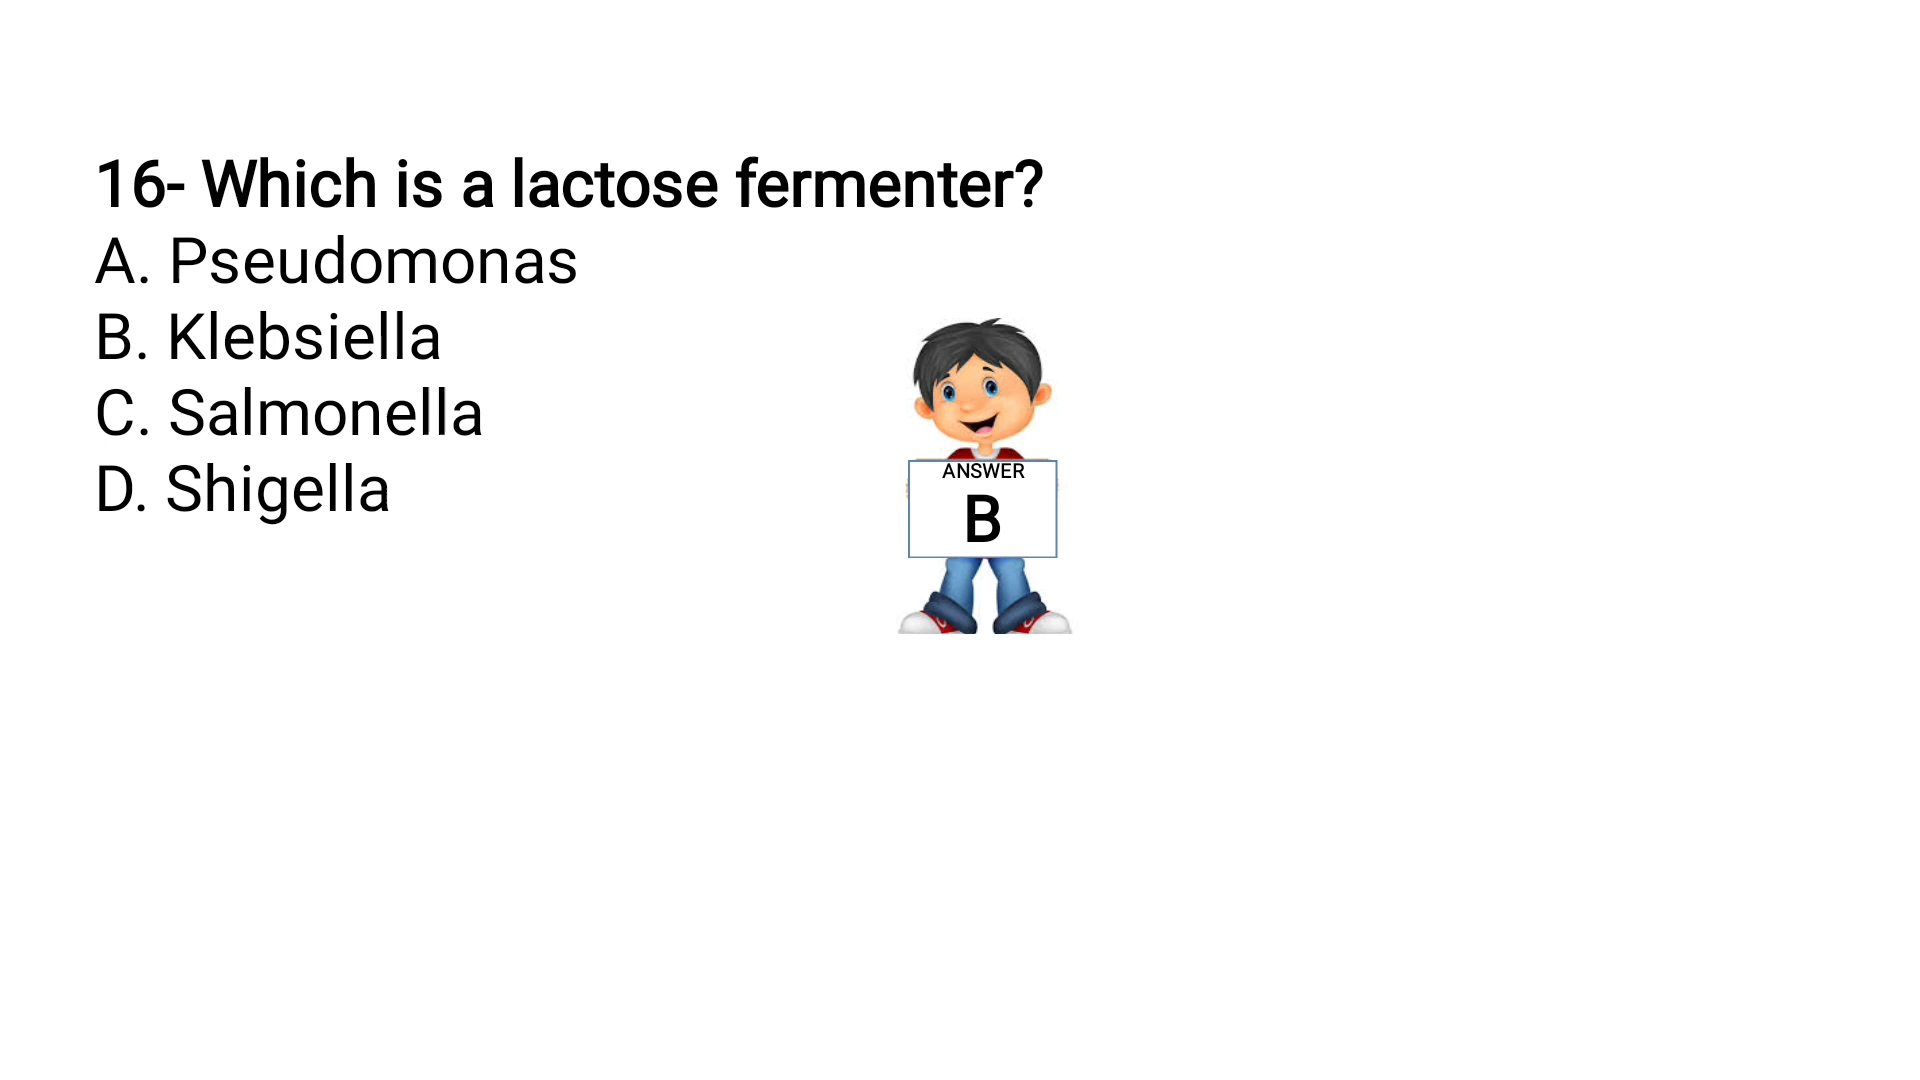 16- Which is a lactose fermenter?
A. Pseudomonas
B. Klebsiella
C. Salmonella
D. Shigella
ANSWER
B